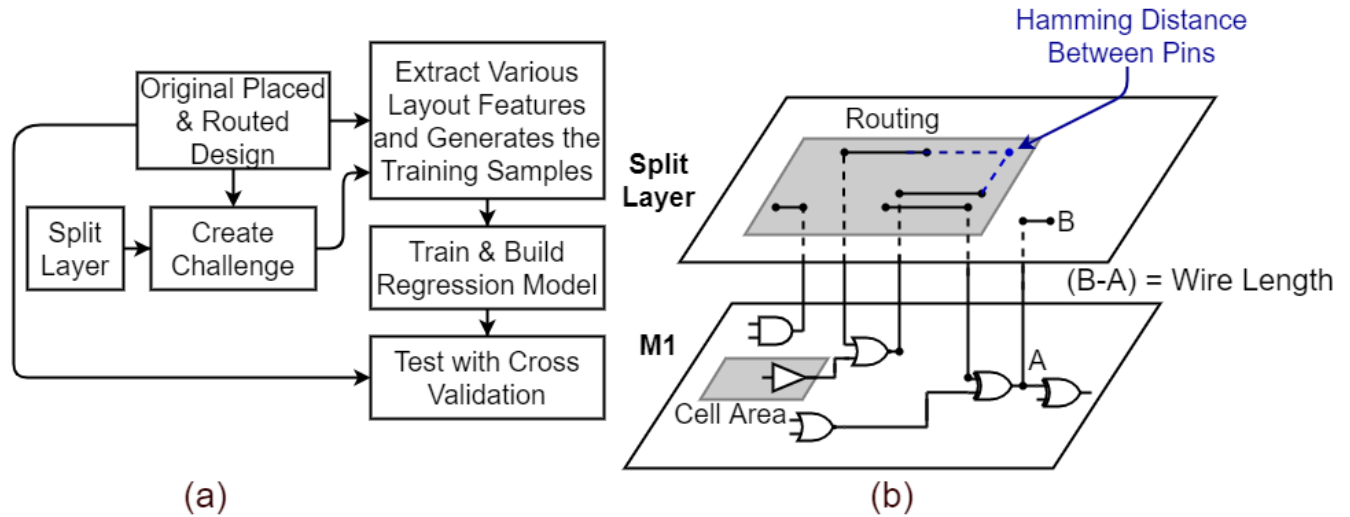 Original Placed
& Routed
Design
Extract Various
Layout Features
and Generates the
Training Samples
Split
Layer
Create
Challenge
Train & Build
Regression Model
Test with Cross
Validation
(a)
Hamming Distance
Between Pins
Routing
Split
Layer
B
(B-A) = Wire Length
M1
A
Cell Area
(b)